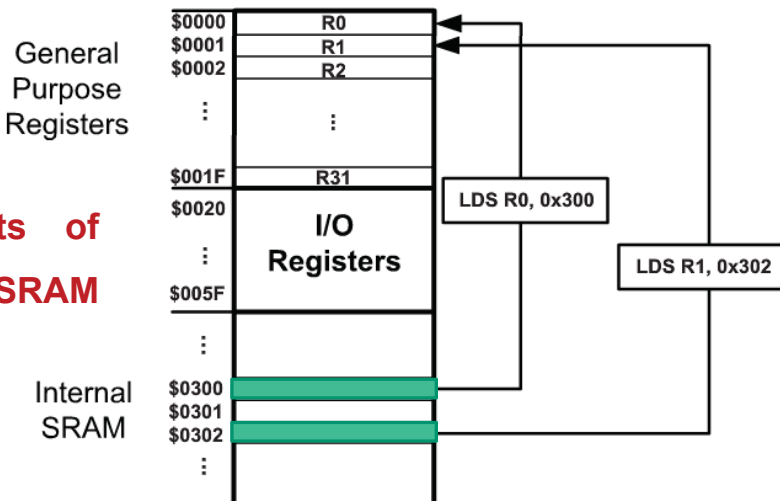 $0000 R0
$0001 R1
$0002 R2
General
Purpose
Registers
⋮ ⋮
$001F R31
LDS R0, 0x300
ts of
SRAM
$0020
⋮
$005F
I/O
Registers
LDS R1, 0x302
⋮
Internal
SRAM
$0300
$0301
$0302
⋮